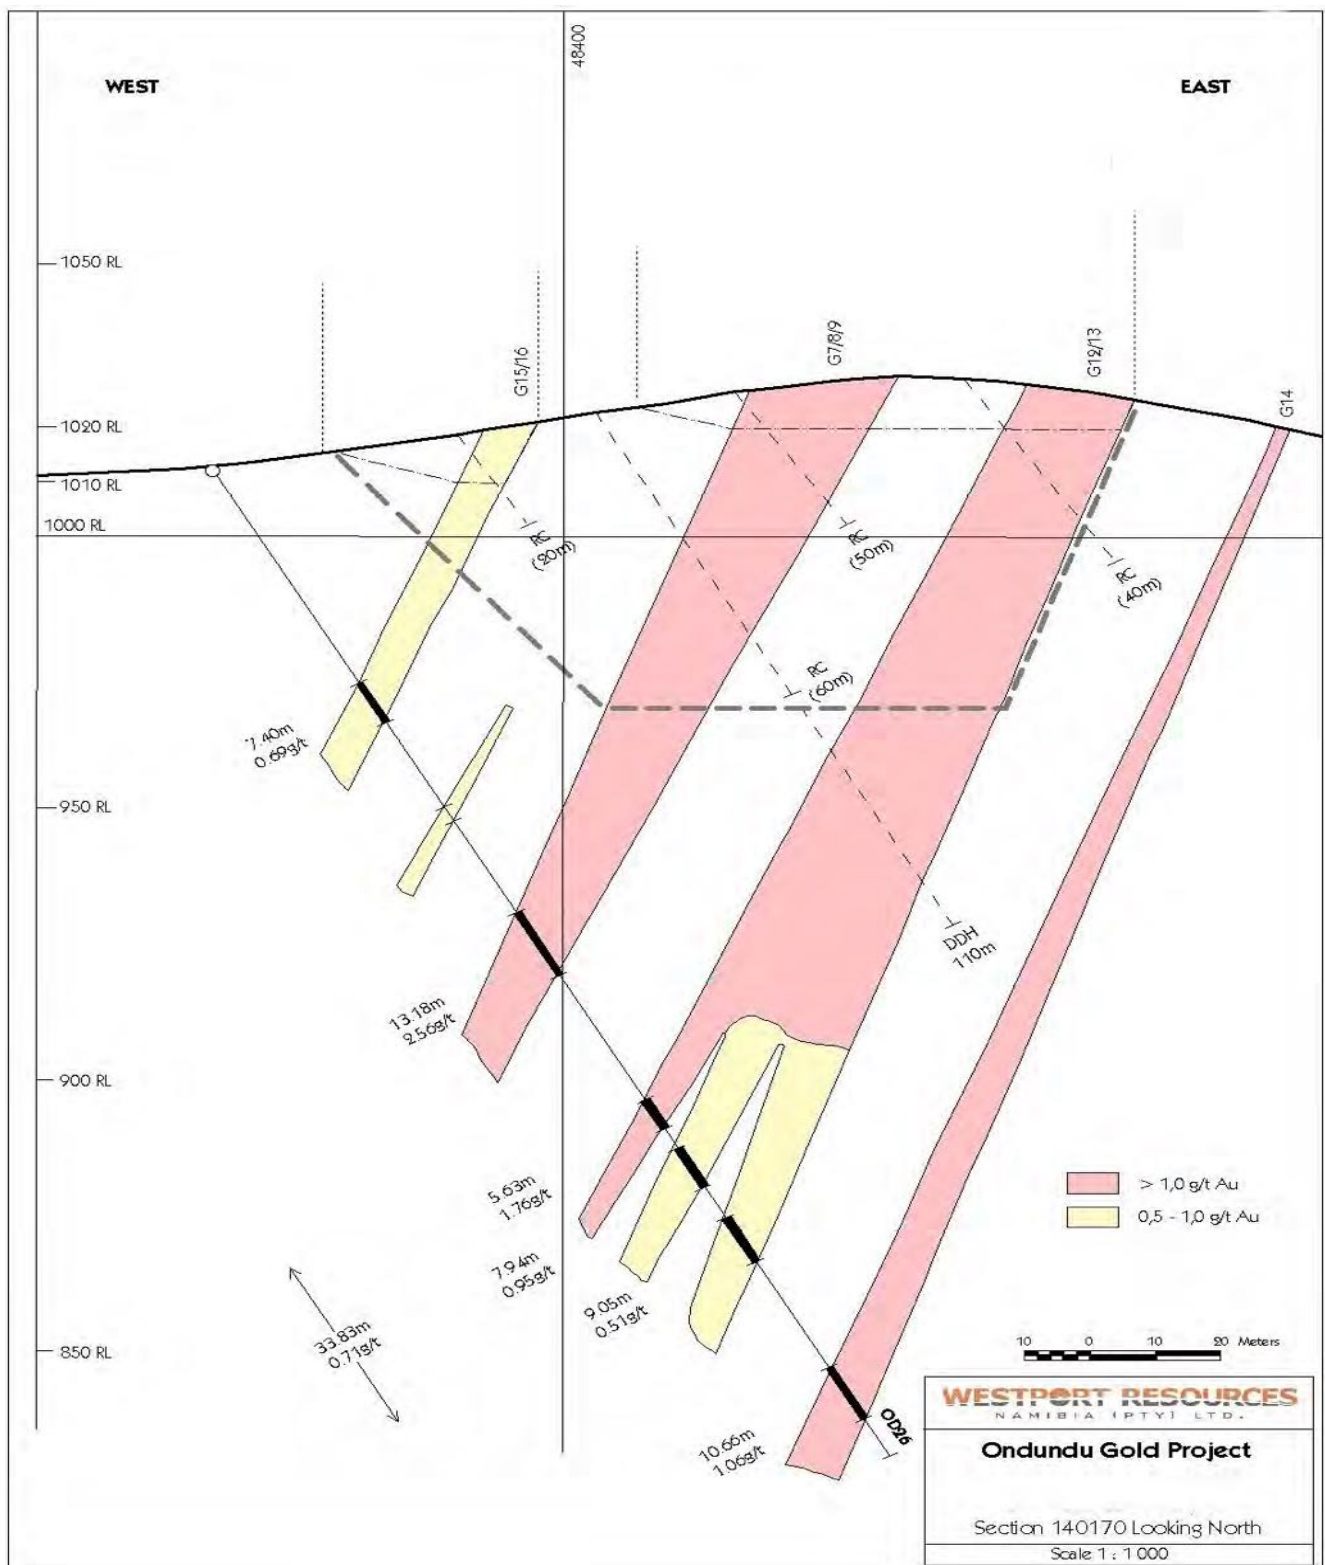 48400
WEST
EAST
1050 RL
G15/16
G7/8/9
G12/13
G14
1020 RL
1010 RL
1000 RL
RC
(20m)
RC
(50m)
RC
(40m)
RC
(60m)
7.40m
0.69g/t
950 RL
DDH
110m
13.18m
2.56g/t
900 RL
5.63m
1.76g/t
> 1,0 g/t Au
0,5 - 1,0 g/t Au
7.94m
0.95g/t
9.05m
0.51g/t
33.83m
0.71g/t
850 RL
10 0 10 20 Meters
OD26
10.66m
1.06g/t
WESTPORT RESOURCES
NAMIBIA (PTY) LTD.
Ondundu Gold Project
Section 140170 Looking North
Scale 1 : 1 000